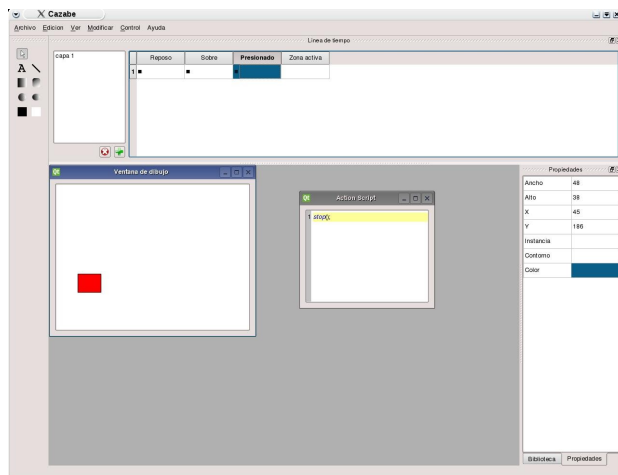 X Cazabe
Archivo Edicion Ver Modificar Control Ayuda
Linea de tiempo
capa 1
Reposo Sobre Presionado Zona activa
1
A
Ventana de dibujo
Action Script
1 stop();
Propiedades
Ancho 48
Alto 38
X 45
Y 186
Instancia
Contorno
Color
Biblioteca Propiedades